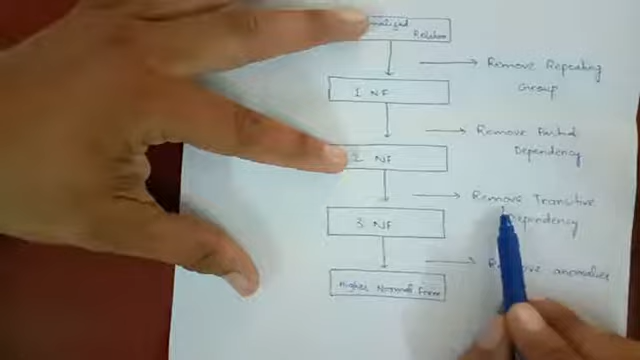 Relation
Remove Repeating
Group
1 NF
Remove Partial
Dependency
2. NF
Remove Transitive
Dependency
3 NF
anomalies
Higher Normal Form